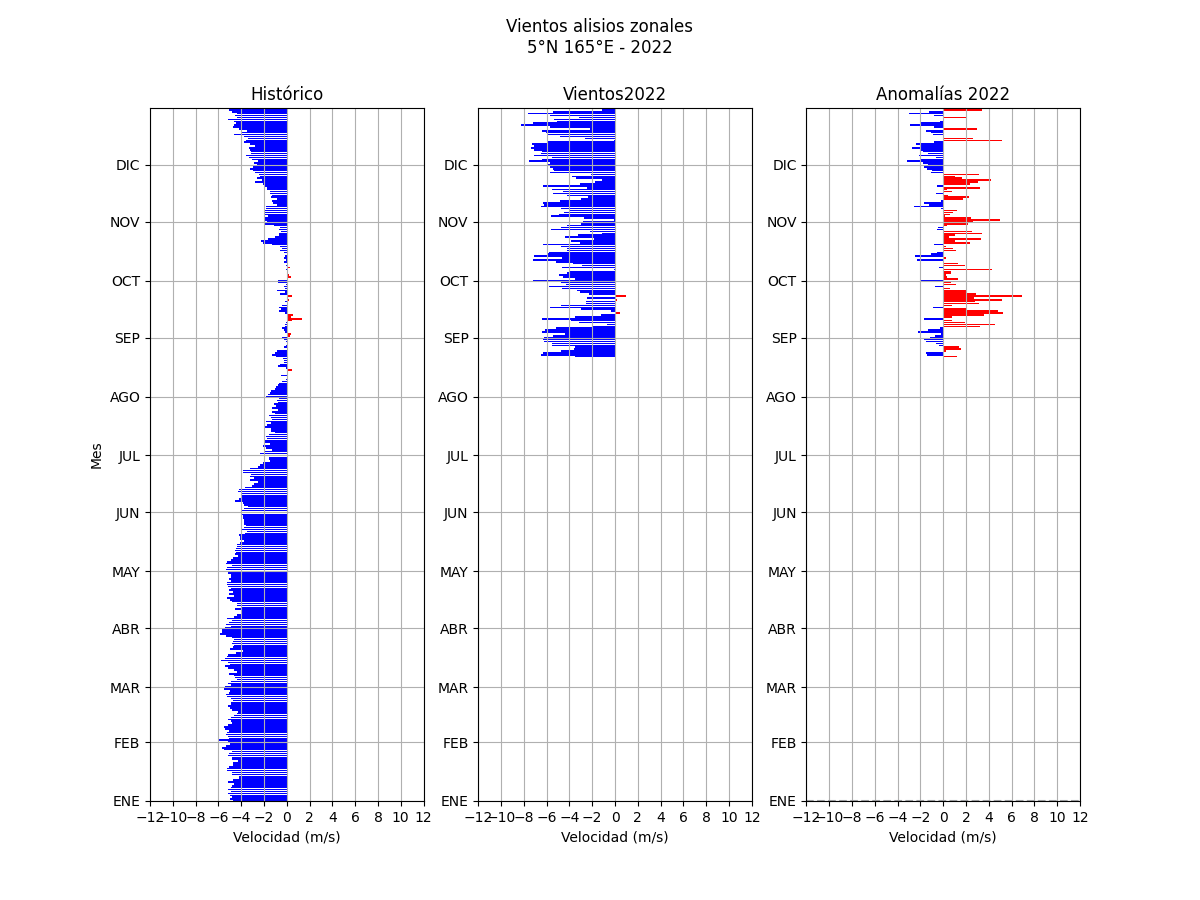 Vientos alisios zonales
5°N 165°E - 2022
Histórico
Vientos2022
Anomalías 2022
Mes
DIC
NOV
OCT
SEP
AGO
JUL
JUN
MAY
ABR
MAR
FEB
ENE
−12 −10 −8 −6 −4 −2 0 2 4 6 8 10 12
Velocidad (m/s)
DIC
NOV
OCT
SEP
AGO
JUL
JUN
MAY
ABR
MAR
FEB
ENE
−12 −10 −8 −6 −4 −2 0 2 4 6 8 10 12
Velocidad (m/s)
DIC
NOV
OCT
SEP
AGO
JUL
JUN
MAY
ABR
MAR
FEB
ENE
−12 −10 −8 −6 −4 −2 0 2 4 6 8 10 12
Velocidad (m/s)